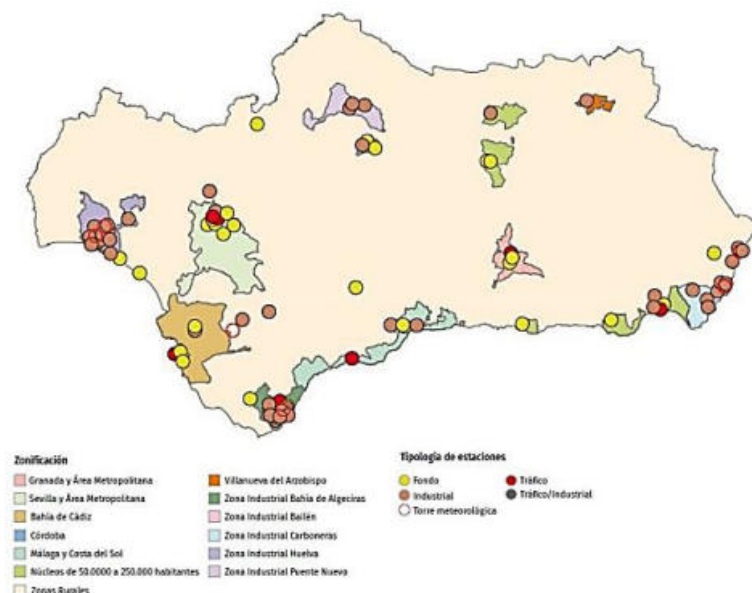 Zonificación
Granada y Área Metropolitana
Sevilla y Área Metropolitana
Bahía de Cádiz
Córdoba
Málaga y Costa del Sol
Núcleos de 50.0000 a 250.000 habitantes
Zonas Rurales
Villanueva del Arzobispo
Zona Industrial Bahía de Algeciras
Zona Industrial Bailén
Zona Industrial Carboneras
Zona Industrial Huelva
Zona Industrial Puente Nuevo
Tipología de estaciones
Fondo
Industrial
Torre meteorológica
Tráfico
Tráfico/Industrial